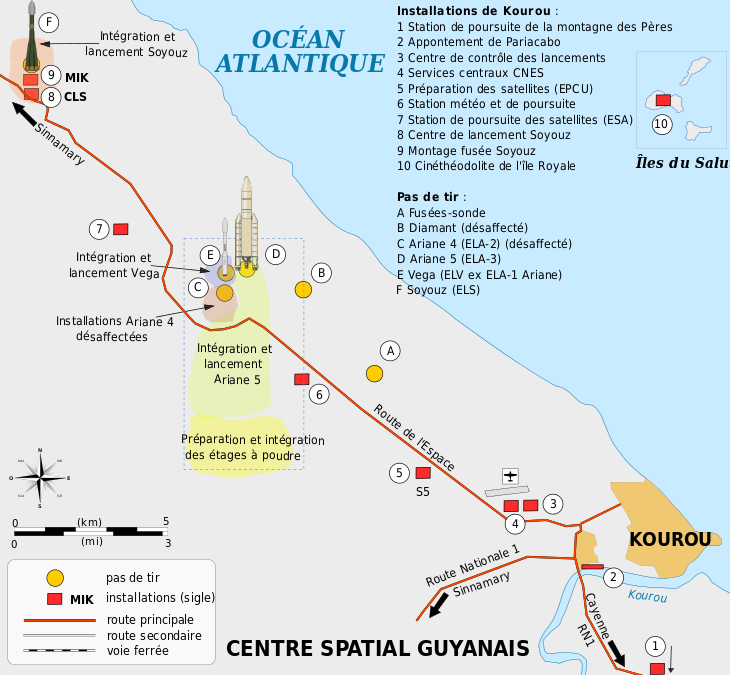 Installations de Kourou :
1 Station de poursuite de la montagne des Pères
2 Appontement de Pariacabo
3 Centre de contrôle des lancements
4 Services centraux CNES
5 Préparation des satellites (EPCU)
6 Station météo et de poursuite
7 Station de poursuite des satellites (ESA)
8 Centre de lancement Soyouz
9 Montage fusée Soyouz
10 Cinéthéodolite de l'île Royale
Pas de tir :
A Fusées-sonde
B Diamant (désaffecté)
C Ariane 4 (ELA-2) (désaffecté)
D Ariane 5 (ELA-3)
E Vega (ELV ex ELA-1 Ariane)
F Soyouz (ELS)
OCÉAN
ATLANTIQUE
10
Îles du Salu
F
Intégration et
lancement Soyouz
9 MIK
8 CLS
Sinnamary
7
Intégration et
lancement Vega
E
D
C
B
Installations Ariane 4
désaffectées
A
Intégration et
lancement
Ariane 5
6
Préparation et intégration
des étages à poudre
Route de l'Espace
5
S5
3
4
KOUROU
2
Kourou
Route Nationale 1
Sinnamary
Cayenne
RN1
1
N
NO
NE
O
E
SO
SE
S
0 (km) 5
0 (mi) 3
pas de tir
MIK installations (sigle)
route principale
route secondaire
voie ferrée
CENTRE SPATIAL GUYANAIS